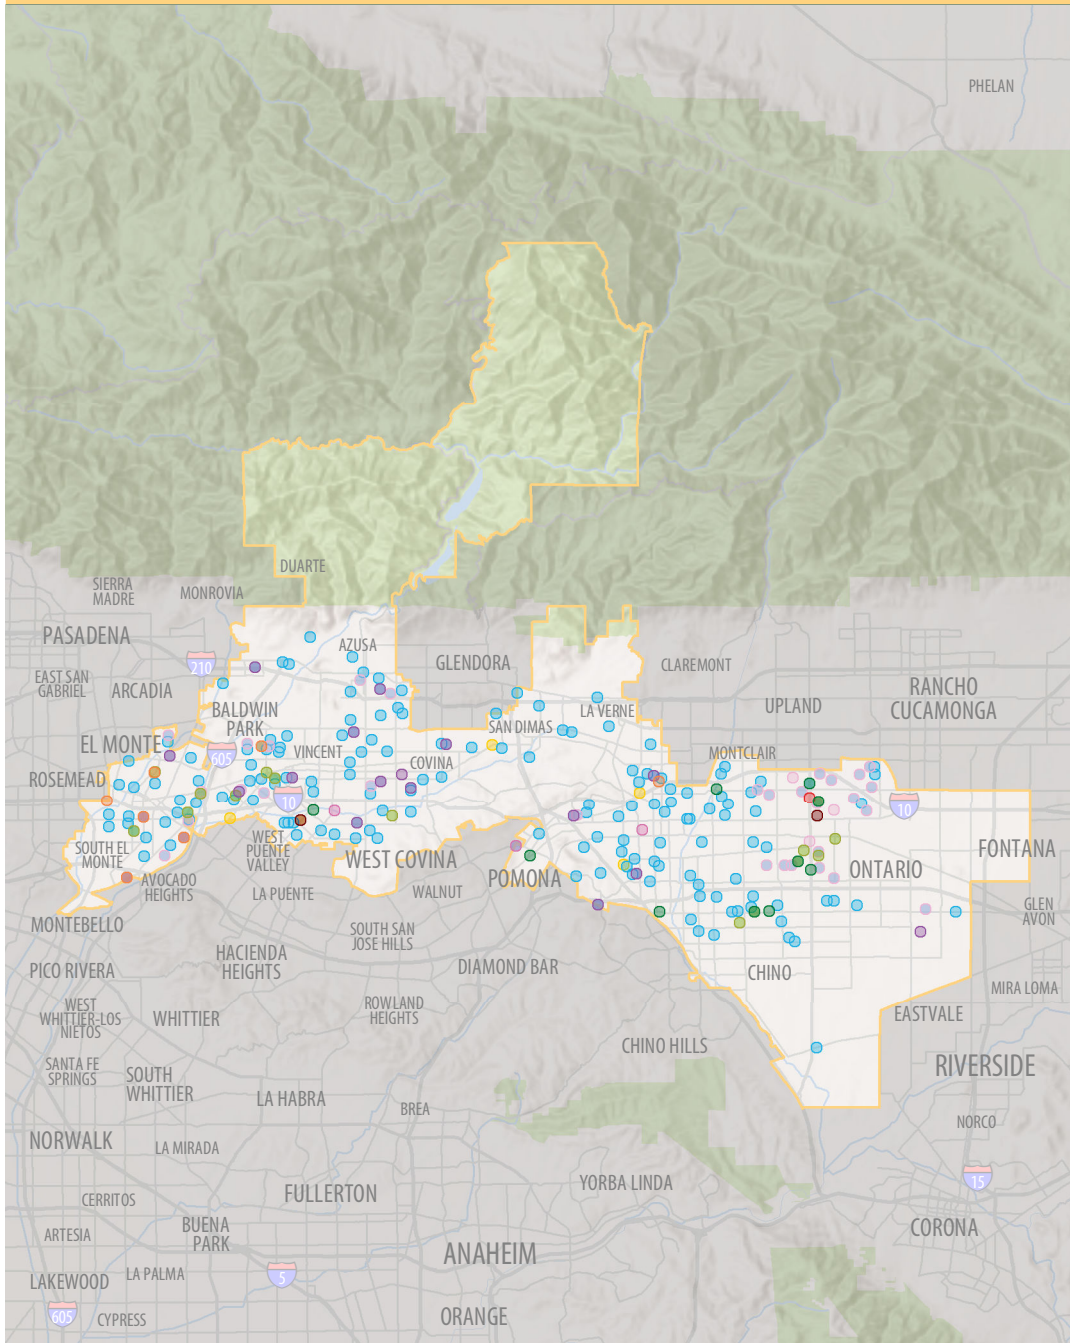 PHELAN
DUARTE
SIERRA
MADRE
MONROVIA
PASADENA
AZUSA
GLENDORA
CLAREMONT
210
EAST SAN
GABRIEL
ARCADIA
RANCHO
CUCAMONGA
UPLAND
BALDWIN
PARK
LA VERNE
SAN DIMAS
EL MONTE
605
VINCENT
MONTCLAIR
COVINA
ROSEMEAD
10
10
WEST
PUENTE
VALLEY
SOUTH EL
MONTE
WEST COVINA
FONTANA
ONTARIO
POMONA
AVOCADO
HEIGHTS
LA PUENTE
WALNUT
GLEN
AVON
MONTEBELLO
SOUTH SAN
JOSE HILLS
HACIENDA
HEIGHTS
PICO RIVERA
DIAMOND BAR
CHINO
MIRA LOMA
WEST
WHITTIER-LOS
NIETOS
WHITTIER
ROWLAND
HEIGHTS
EASTVALE
CHINO HILLS
SANTA FE
SPRINGS
SOUTH
WHITTIER
RIVERSIDE
LA HABRA
BREA
NORCO
NORWALK
LA MIRADA
YORBA LINDA
15
FULLERTON
CERRITOS
ARTESIA
BUENA
PARK
CORONA
ANAHEIM
LAKEWOOD
LA PALMA
5
605
CYPRESS
ORANGE